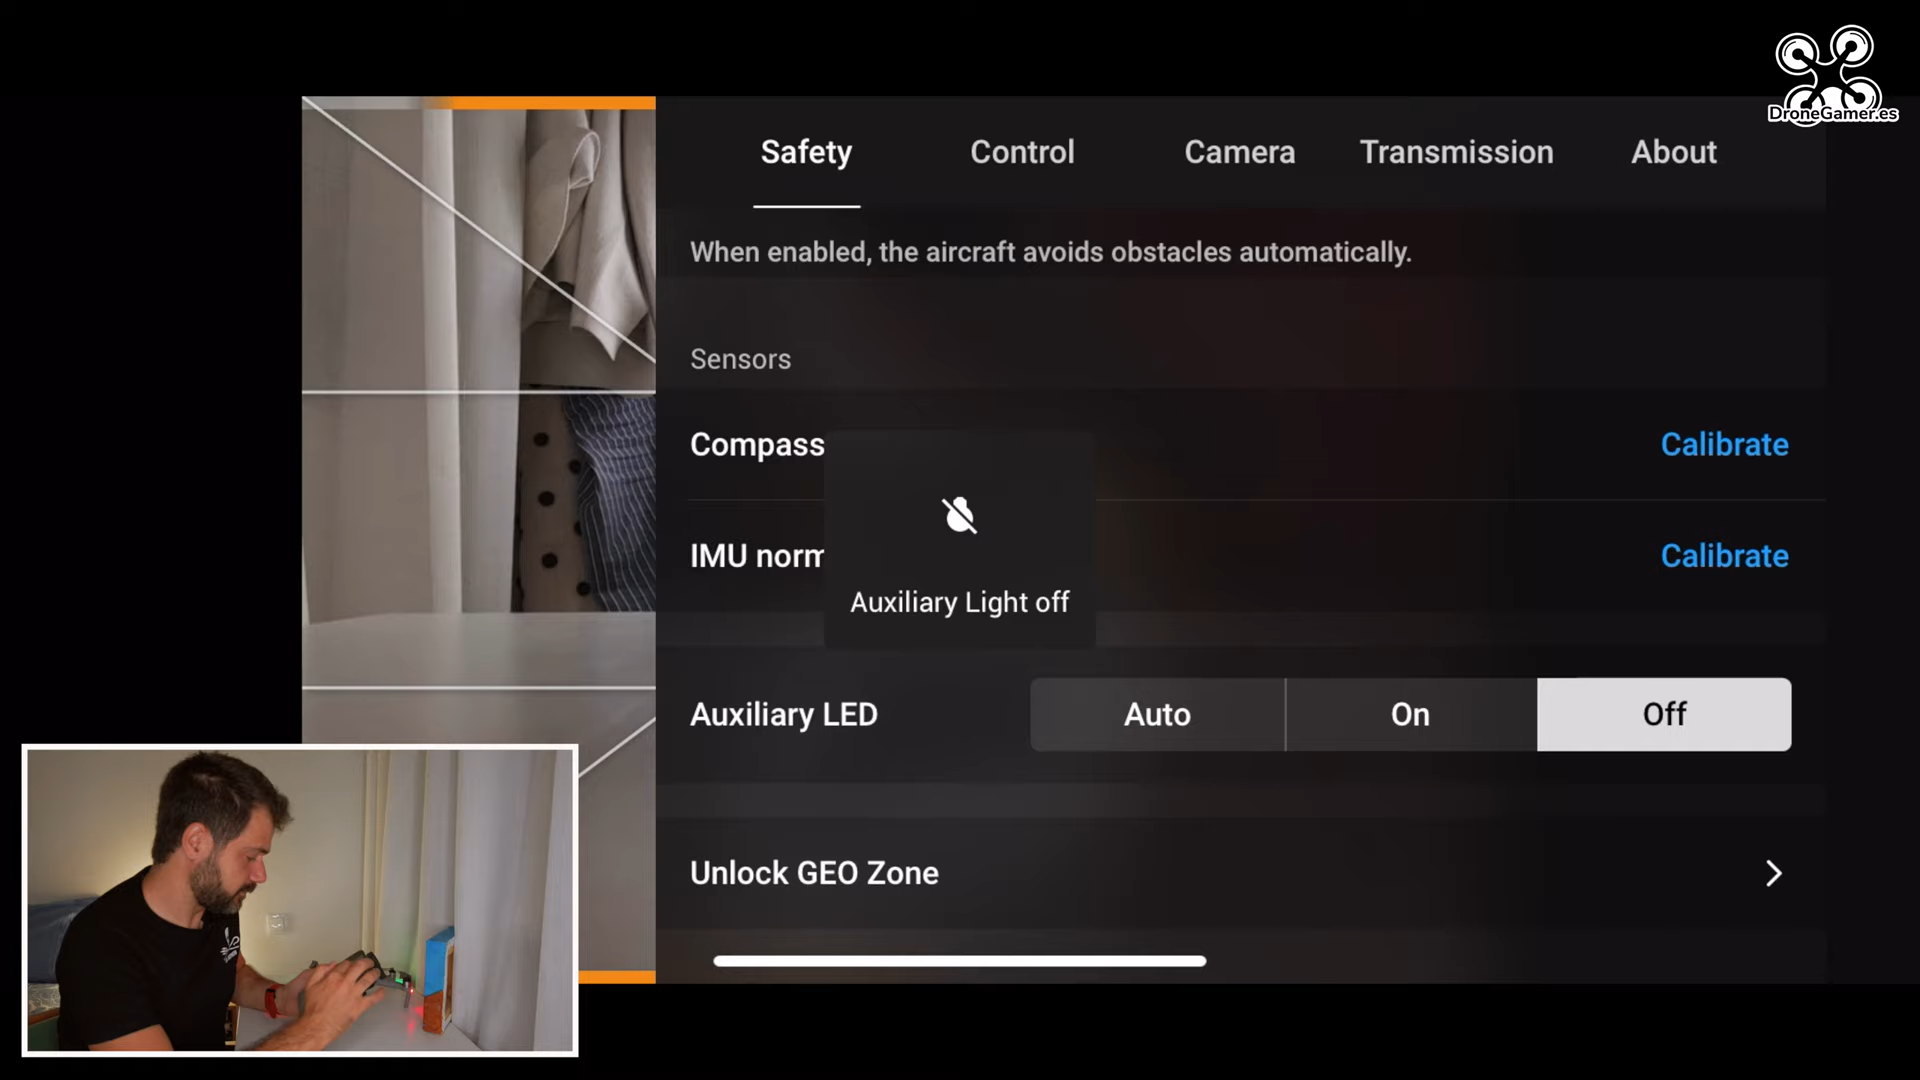 DroneGamer.es
Safety Control Camera Transmission About
When enabled, the aircraft avoids obstacles automatically.
Sensors
Compass Calibrate
IMU norm Calibrate
Auxiliary Light off
Auxiliary LED Auto On Off
Unlock GEO Zone